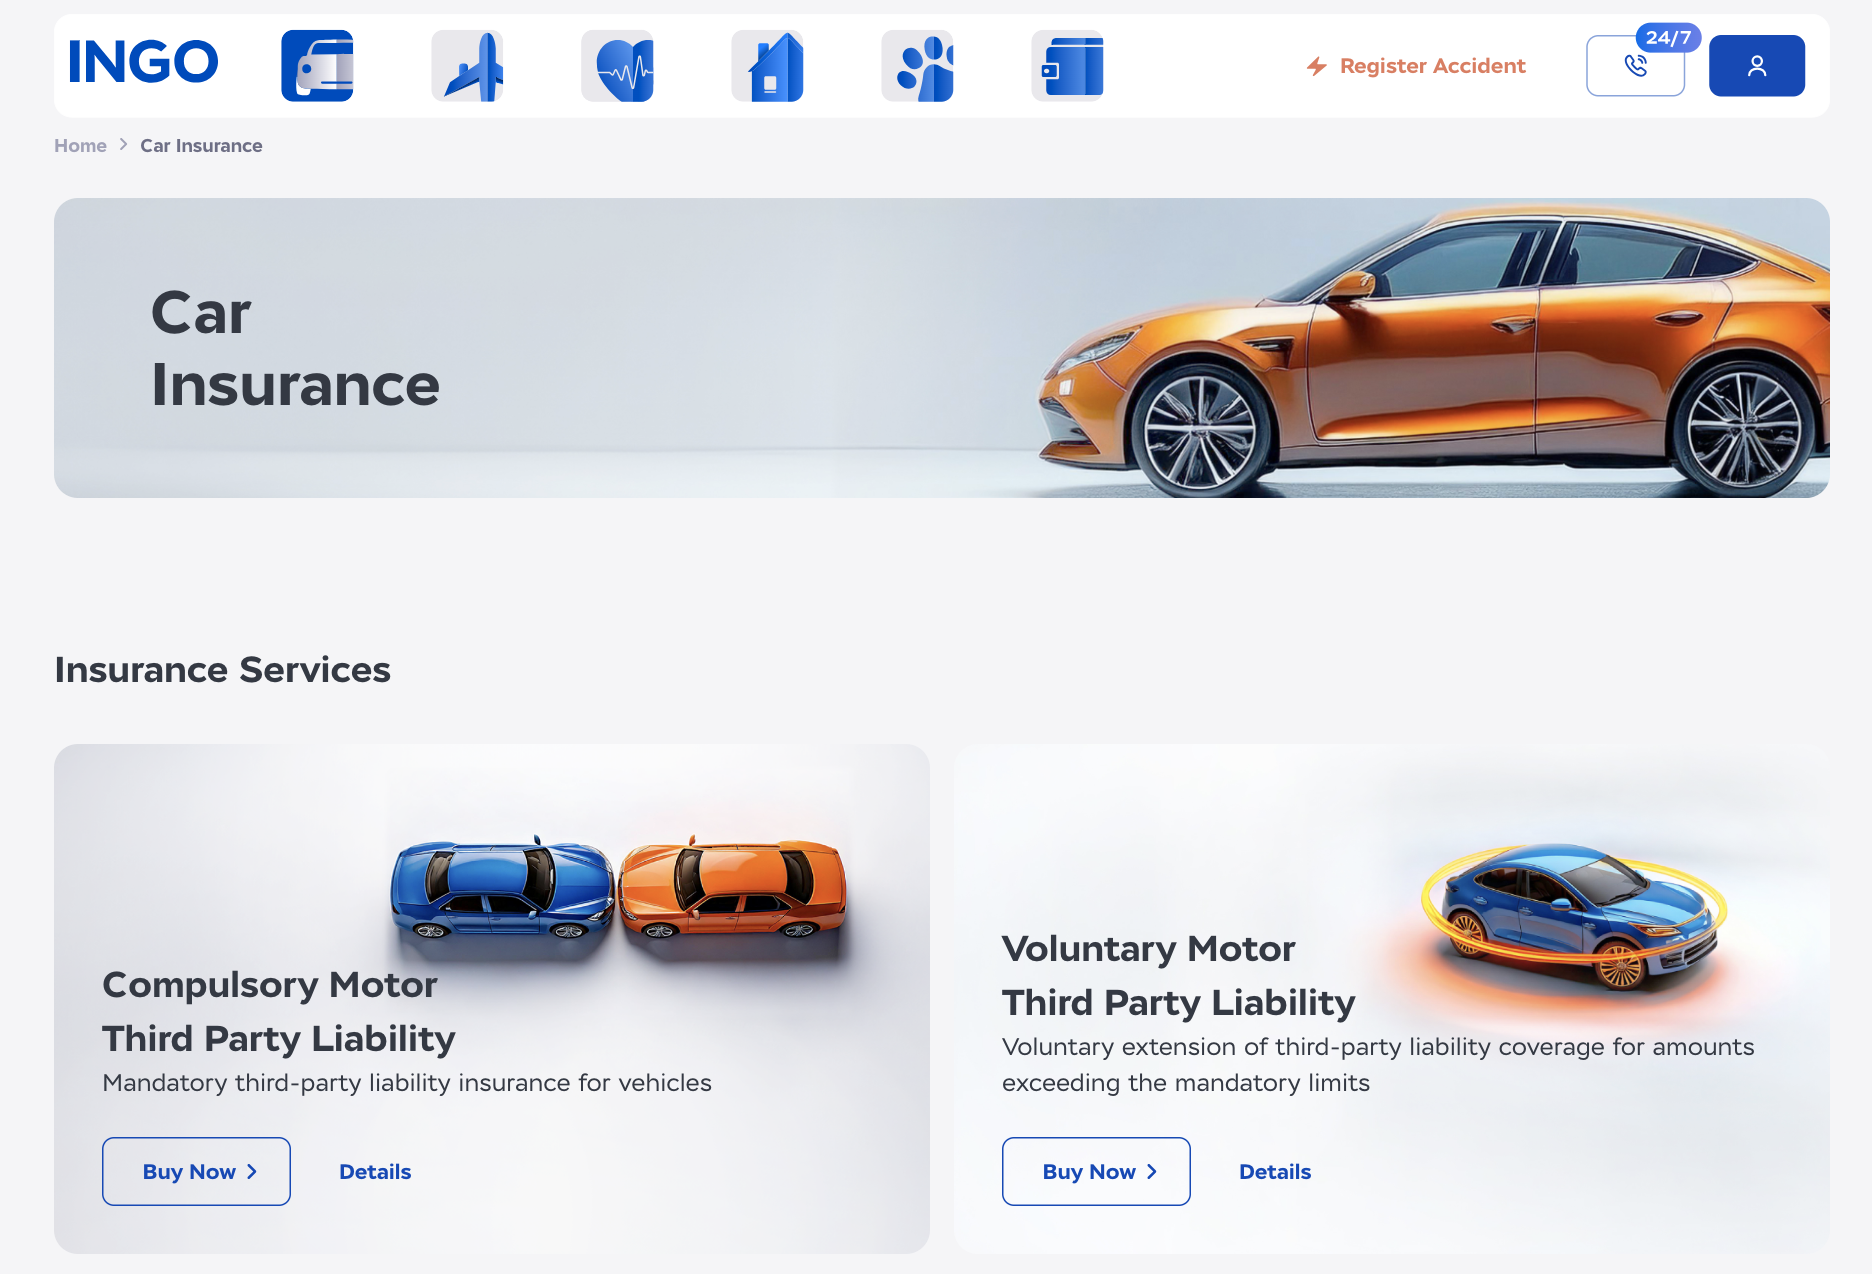 INGO
Register Accident
24/7
Home > Car Insurance
Car
Insurance
Insurance Services
Compulsory Motor
Third Party Liability
Mandatory third-party liability insurance for vehicles
Buy Now >
Details
Voluntary Motor
Third Party Liability
Voluntary extension of third-party liability coverage for amounts
exceeding the mandatory limits
Buy Now >
Details